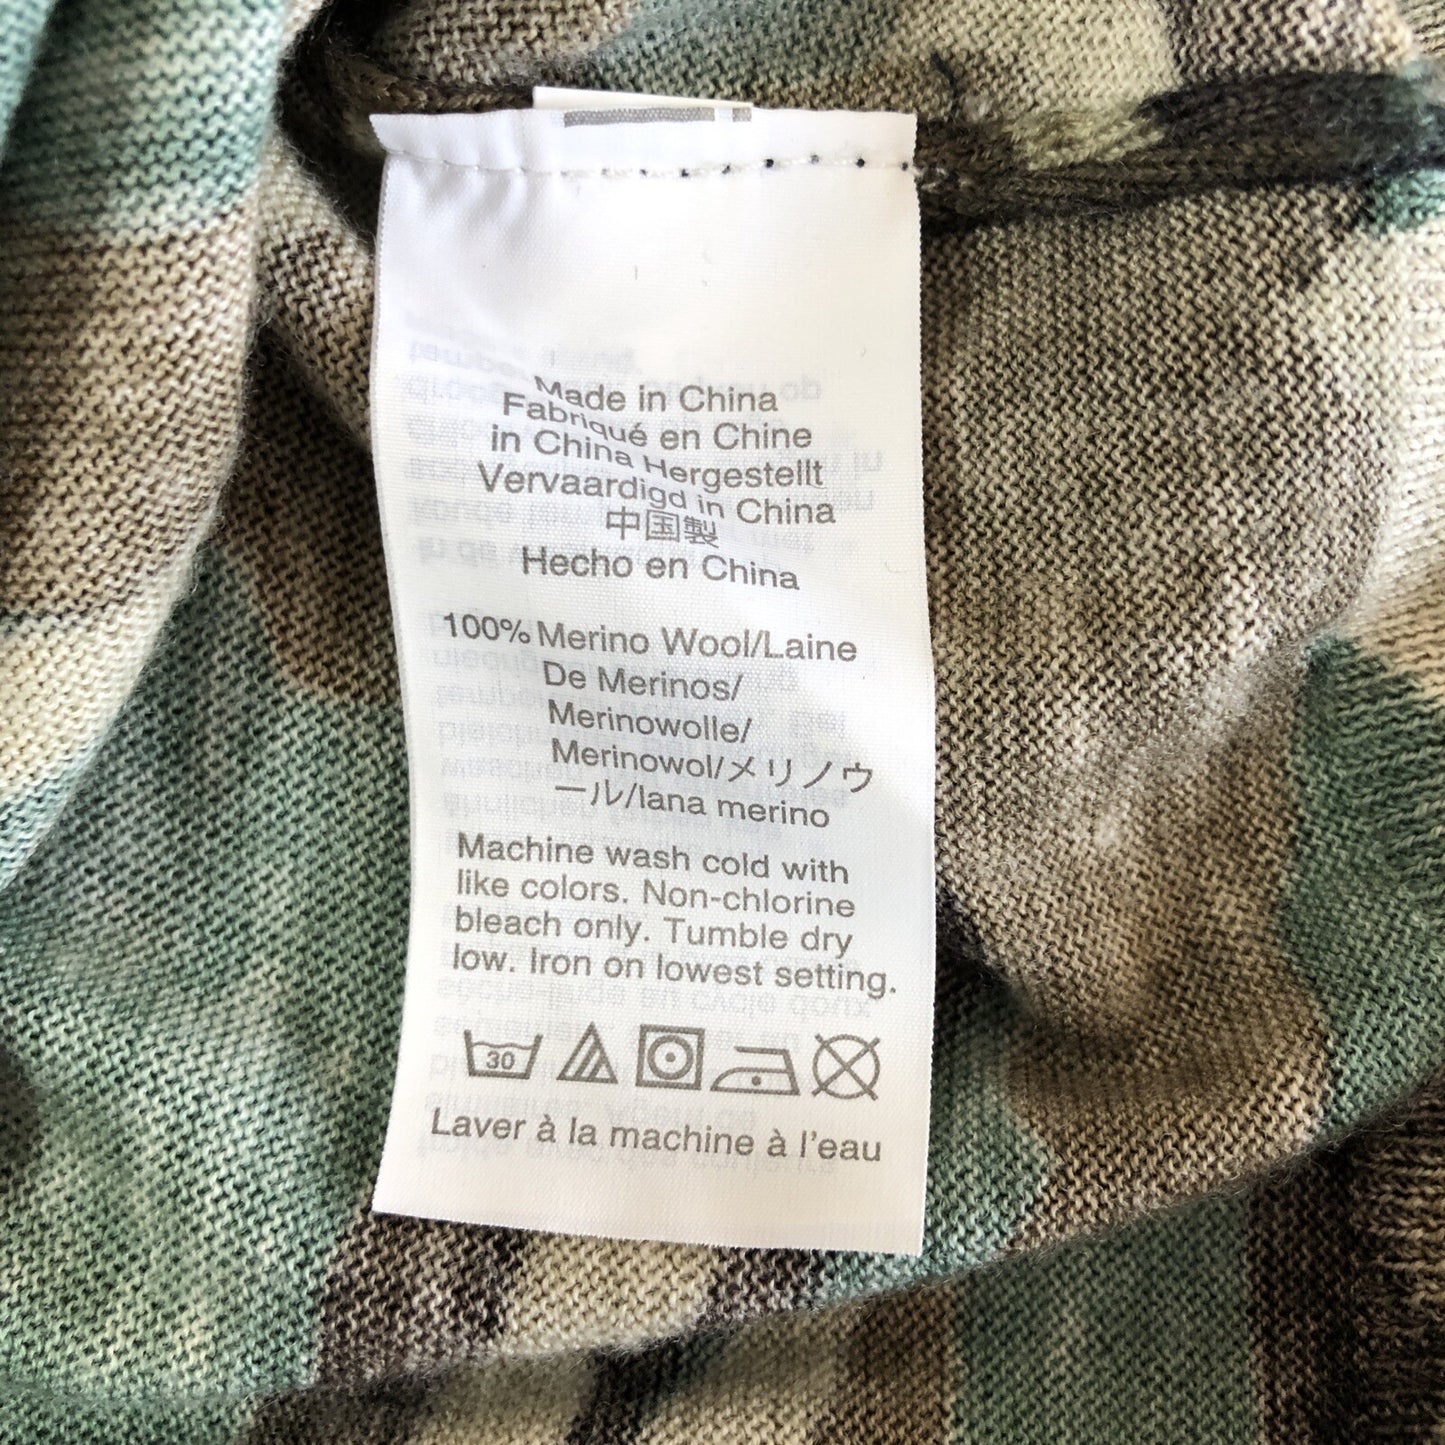 Made in China
Fabriqué en Chine
in China Hergestellt
Vervaardigd in China
中国製
Hecho en China
100% Merino Wool/Laine
De Merinos/
Merinowolle/
Merinowol/メリノウ
ール/lana merino
Machine wash cold with
like colors. Non-chlorine
bleach only. Tumble dry
low. Iron on lowest setting.
30
Laver à la machine à l'eau